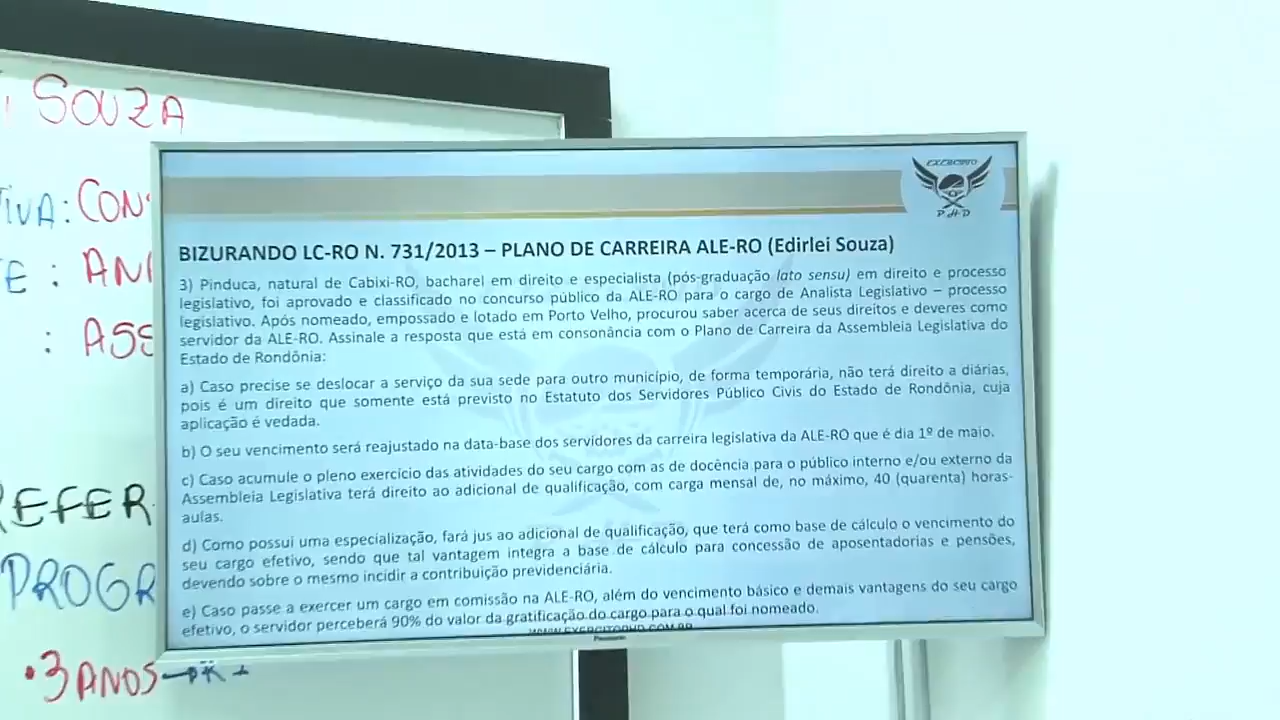 SOUZA
TIVA: CON
E : AN
: ASS
REFER
PROGR
• 3 ANOS
EXÉRCITO
PHD
BIZURANDO LC-RO N. 731/2013 – PLANO DE CARREIRA ALE-RO (Edirlei Souza)
3) Pinduca, natural de Cabixi-RO, bacharel em direito e especialista (pós-graduação lato sensu) em direito e processo
legislativo, foi aprovado e classificado no concurso público da ALE-RO para o cargo de Analista Legislativo – processo
legislativo. Após nomeado, empossado e lotado em Porto Velho, procurou saber acerca de seus direitos e deveres como
servidor da ALE-RO. Assinale a resposta que está em consonância com o Plano de Carreira da Assembleia Legislativa do
Estado de Rondônia:
a) Caso precise se deslocar a serviço da sua sede para outro município, de forma temporária, não terá direito a diárias,
pois é um direito que somente está previsto no Estatuto dos Servidores Público Civis do Estado de Rondônia, cuja
aplicação é vedada.
b) O seu vencimento será reajustado na data-base dos servidores da carreira legislativa da ALE-RO que é dia 1º de maio.
c) Caso acumule o pleno exercício das atividades do seu cargo com as de docência para o público interno e/ou externo da
Assembleia Legislativa terá direito ao adicional de qualificação, com carga mensal de, no máximo, 40 (quarenta) horas-
aulas.
d) Como possui uma especialização, fará jus ao adicional de qualificação, que terá como base de cálculo o vencimento do
seu cargo efetivo, sendo que tal vantagem integra a base de cálculo para concessão de aposentadorias e pensões,
devendo sobre o mesmo incidir a contribuição previdenciária.
e) Caso passe a exercer um cargo em comissão na ALE-RO, além do vencimento básico e demais vantagens do seu cargo
efetivo, o servidor perceberá 90% do valor da gratificação do cargo para o qual foi nomeado.
WWW.EXERCITOPHD.COM.BR
Panasonic